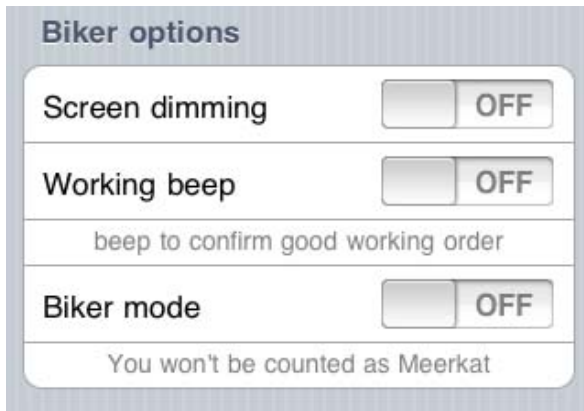 Biker options
Screen dimming OFF
Working beep OFF
beep to confirm good working order
Biker mode OFF
You won't be counted as Meerkat